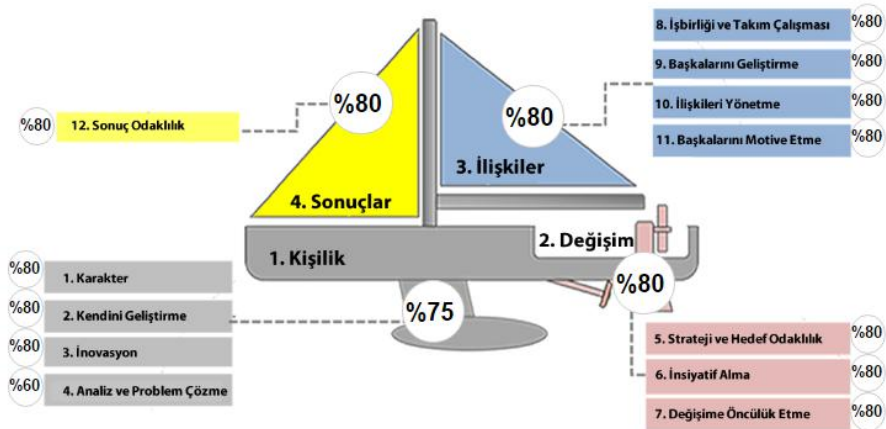 %80
12. Sonuç Odaklılık
%80
4. Sonuçlar
%80
3. İlişkiler
8. İşbirliği ve Takım Çalışması
%80
9. Başkalarını Geliştirme
%80
10. İlişkileri Yönetme
%80
11. Başkalarını Motive Etme
%80
1. Kişilik
2. Değişim
%75
%80
%80
1. Karakter
%80
2. Kendini Geliştirme
%80
3. İnovasyon
%60
4. Analiz ve Problem Çözme
5. Strateji ve Hedef Odaklılık
%80
6. İnsiyatif Alma
%80
7. Değişime Öncülük Etme
%80